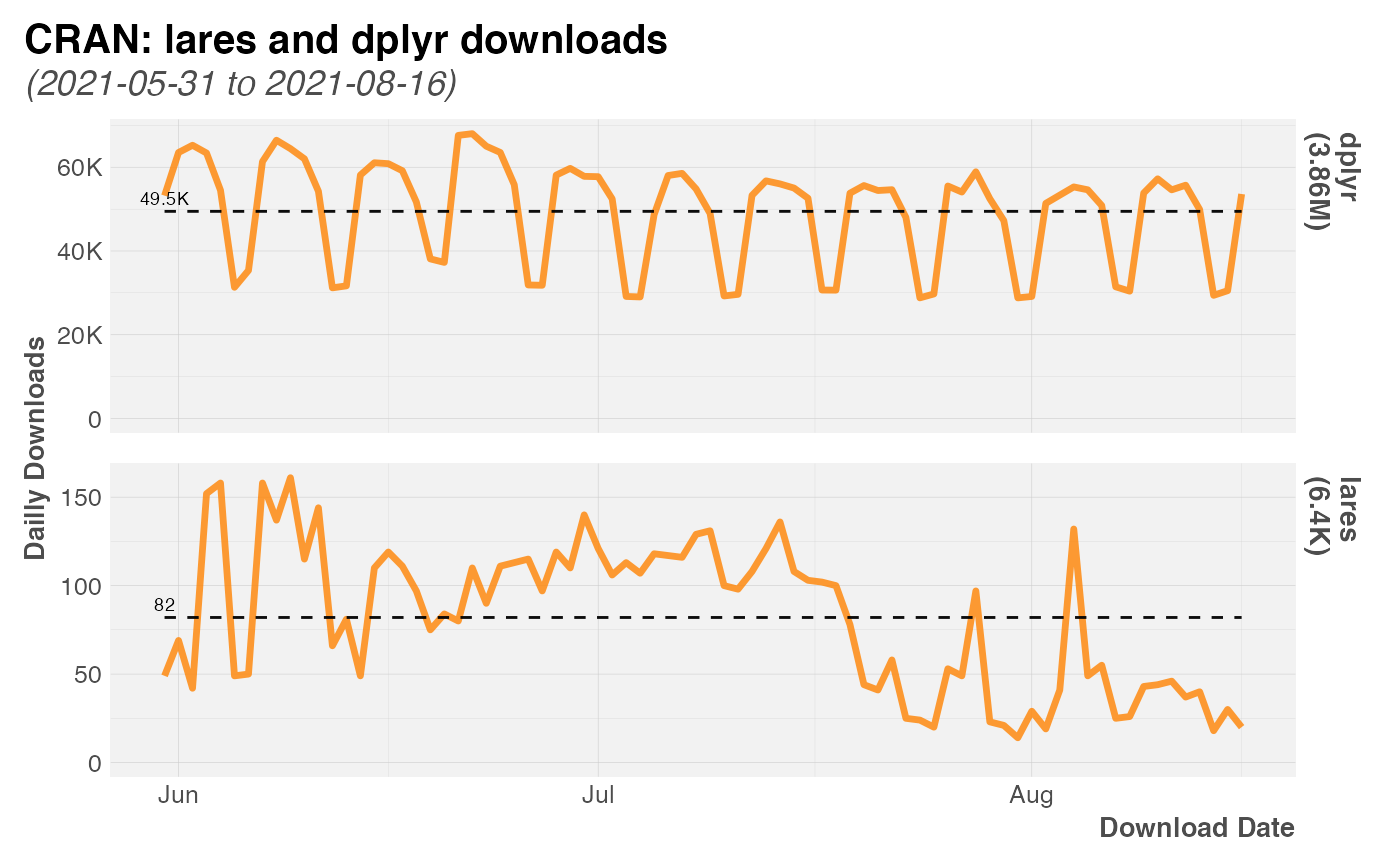 CRAN: lares and dplyr downloads
(2021-05-31 to 2021-08-16)
Dailly Downloads
60K
40K
20K
0
49.5K
dplyr
(3.86M)
150
100
50
0
82
lares
(6.4K)
Jun
Jul
Aug
Download Date